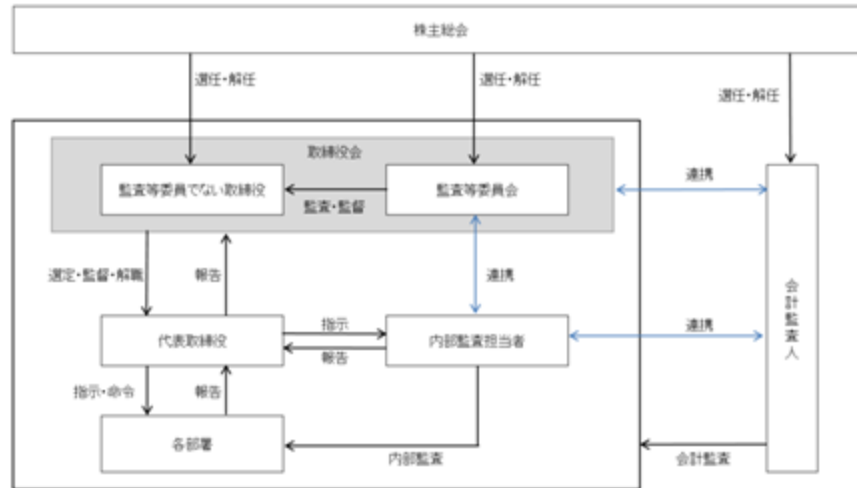 株主総会
選任・解任
選任・解任
選任・解任
取締役会
監査等委員でない取締役
監査等委員会
監査・監督
連携
選定・監督・解職
報告
連携
会計監査人
代表取締役
指示
報告
内部監査担当者
連携
指示・命令
報告
各部署
内部監査
会計監査